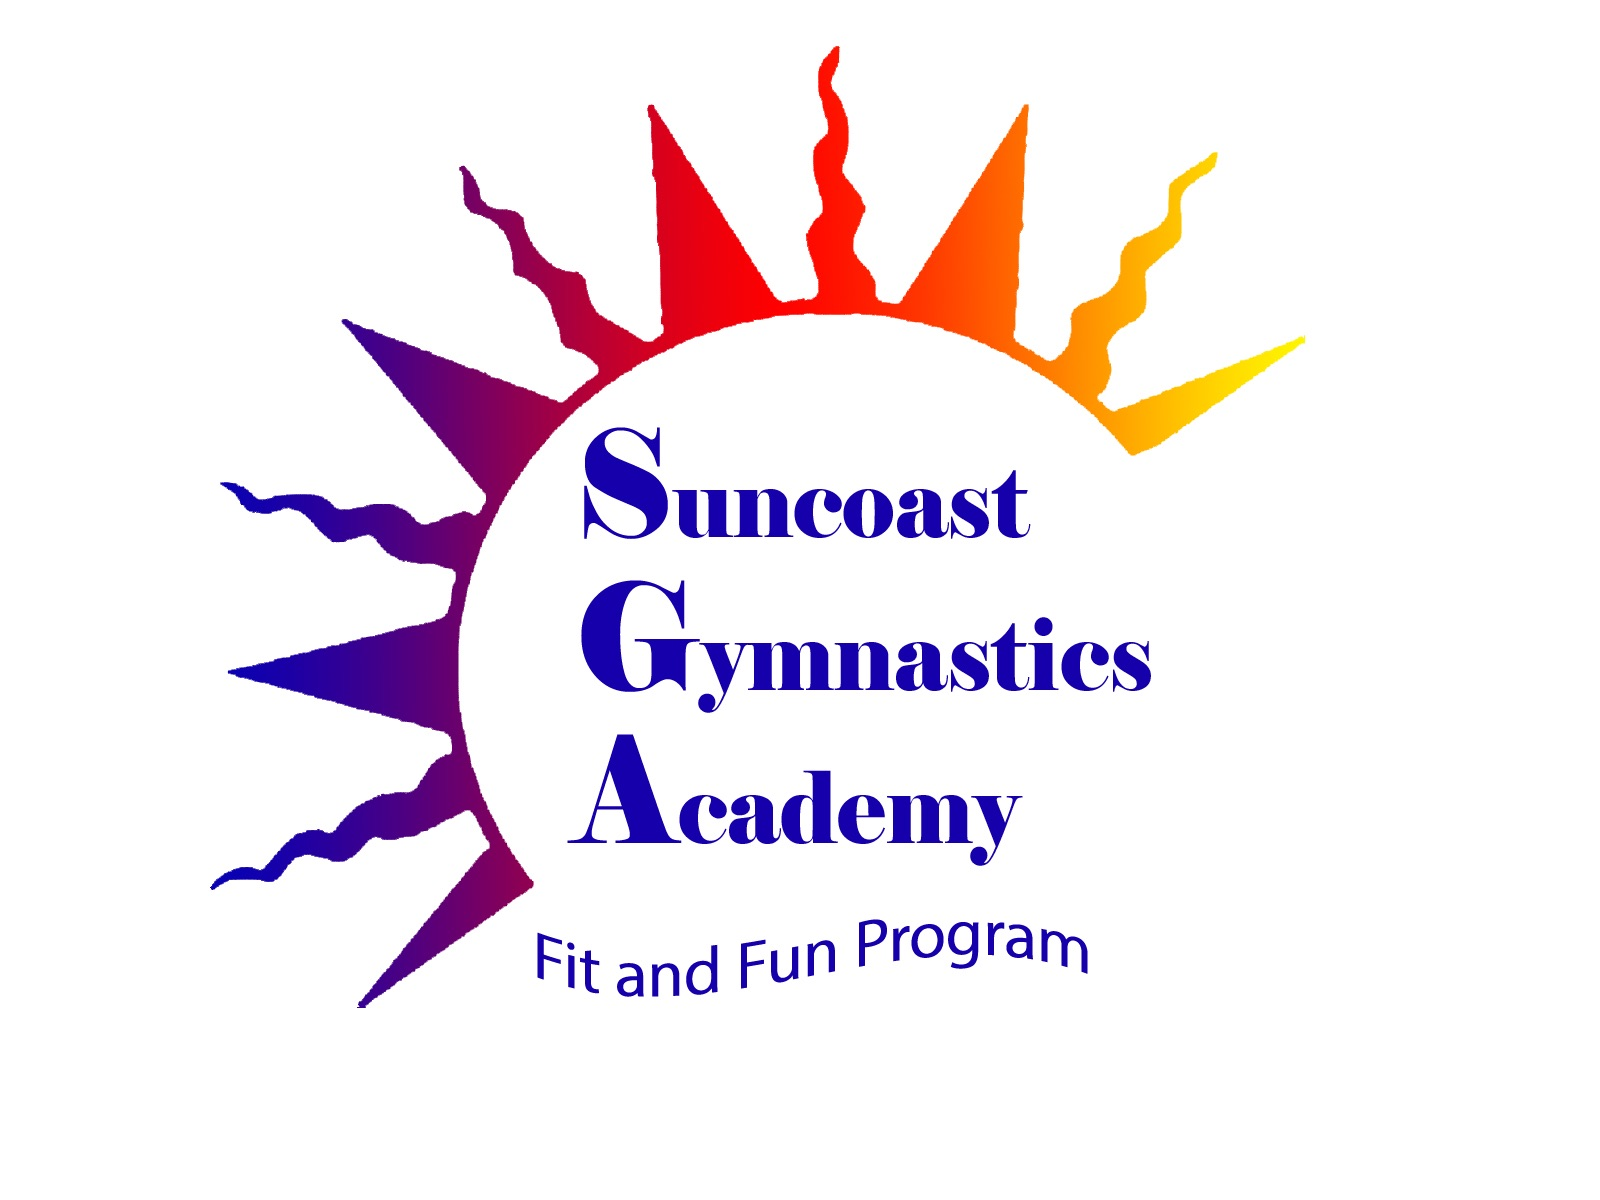 Suncoast
Gymnastics
Academy
Fit and Fun Program